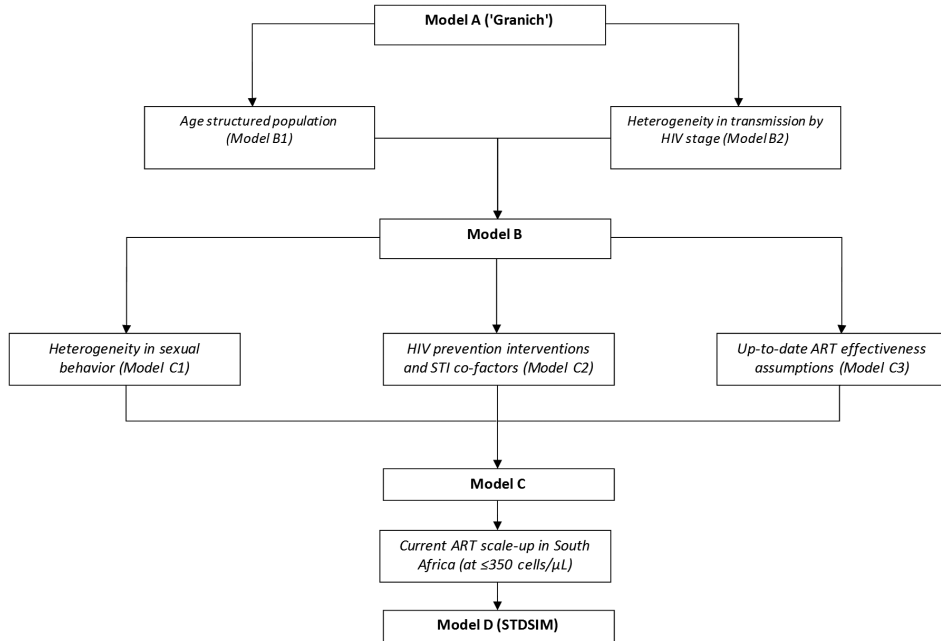 Model A ('Granich')
Age structured population
(Model B1)
Heterogeneity in transmission by
HIV stage (Model B2)
Model B
Heterogeneity in sexual
behavior (Model C1)
HIV prevention interventions
and STI co-factors (Model C2)
Up-to-date ART effectiveness
assumptions (Model C3)
Model C
Current ART scale-up in South
Africa (at ≤350 cells/μL)
Model D (STDSIM)